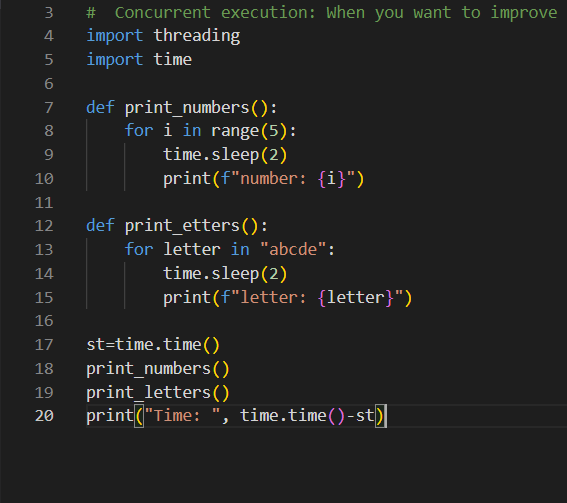 3 #  Concurrent execution: When you want to improve
4 import threading
5 import time
6
7 def print_numbers():
8     for i in range(5):
9         time.sleep(2)
10         print(f"number: {i}")
11
12 def print_etters():
13     for letter in "abcde":
14         time.sleep(2)
15         print(f"letter: {letter}")
16
17 st=time.time()
18 print_numbers()
19 print_letters()
20 print("Time: ", time.time()-st)